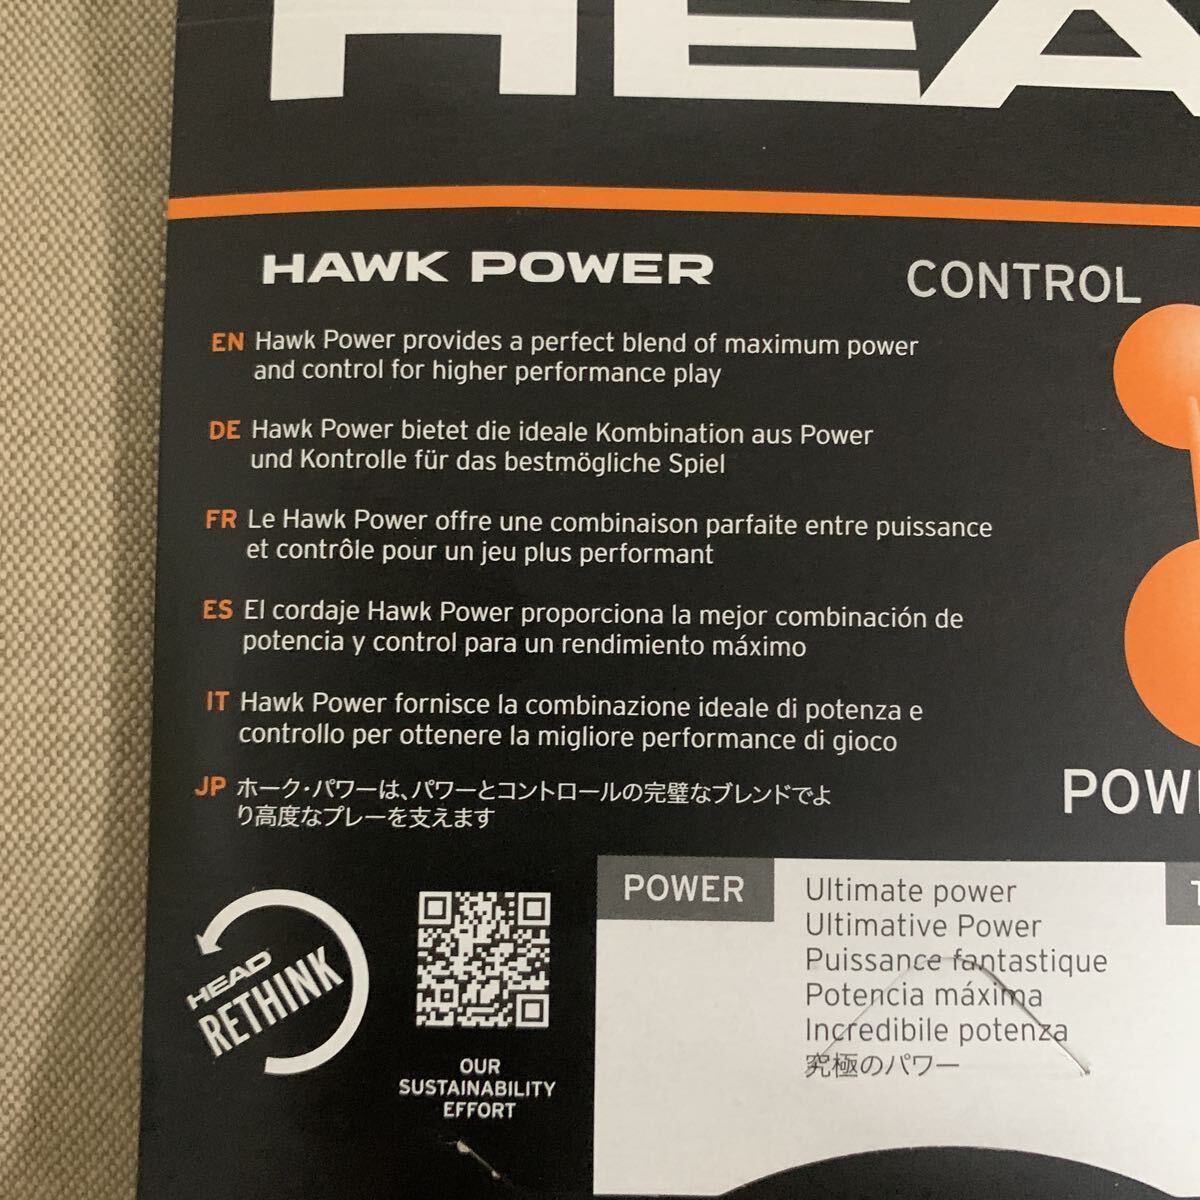 HEA
HAWK POWER
CONTROL
EN Hawk Power provides a perfect blend of maximum power
and control for higher performance play
DE Hawk Power bietet die ideale Kombination aus Power
und Kontrolle für das bestmögliche Spiel
FR Le Hawk Power offre une combinaison parfaite entre puissance
et contrôle pour un jeu plus performant
ES El cordaje Hawk Power proporciona la mejor combinación de
potencia y control para un rendimiento máximo
IT Hawk Power fornisce la combinazione ideale di potenza e
controllo per ottenere la migliore performance di gioco
JP ホーク・パワーは、パワーとコントロールの完璧なブレンドでよ
り高度なプレーを支えます
POW
HEAD
RETHINK
OUR
SUSTAINABILITY
EFFORT
POWER
Ultimate power
Ultimative Power
Puissance fantastique
Potencia máxima
Incredibile potenza
究極のパワー